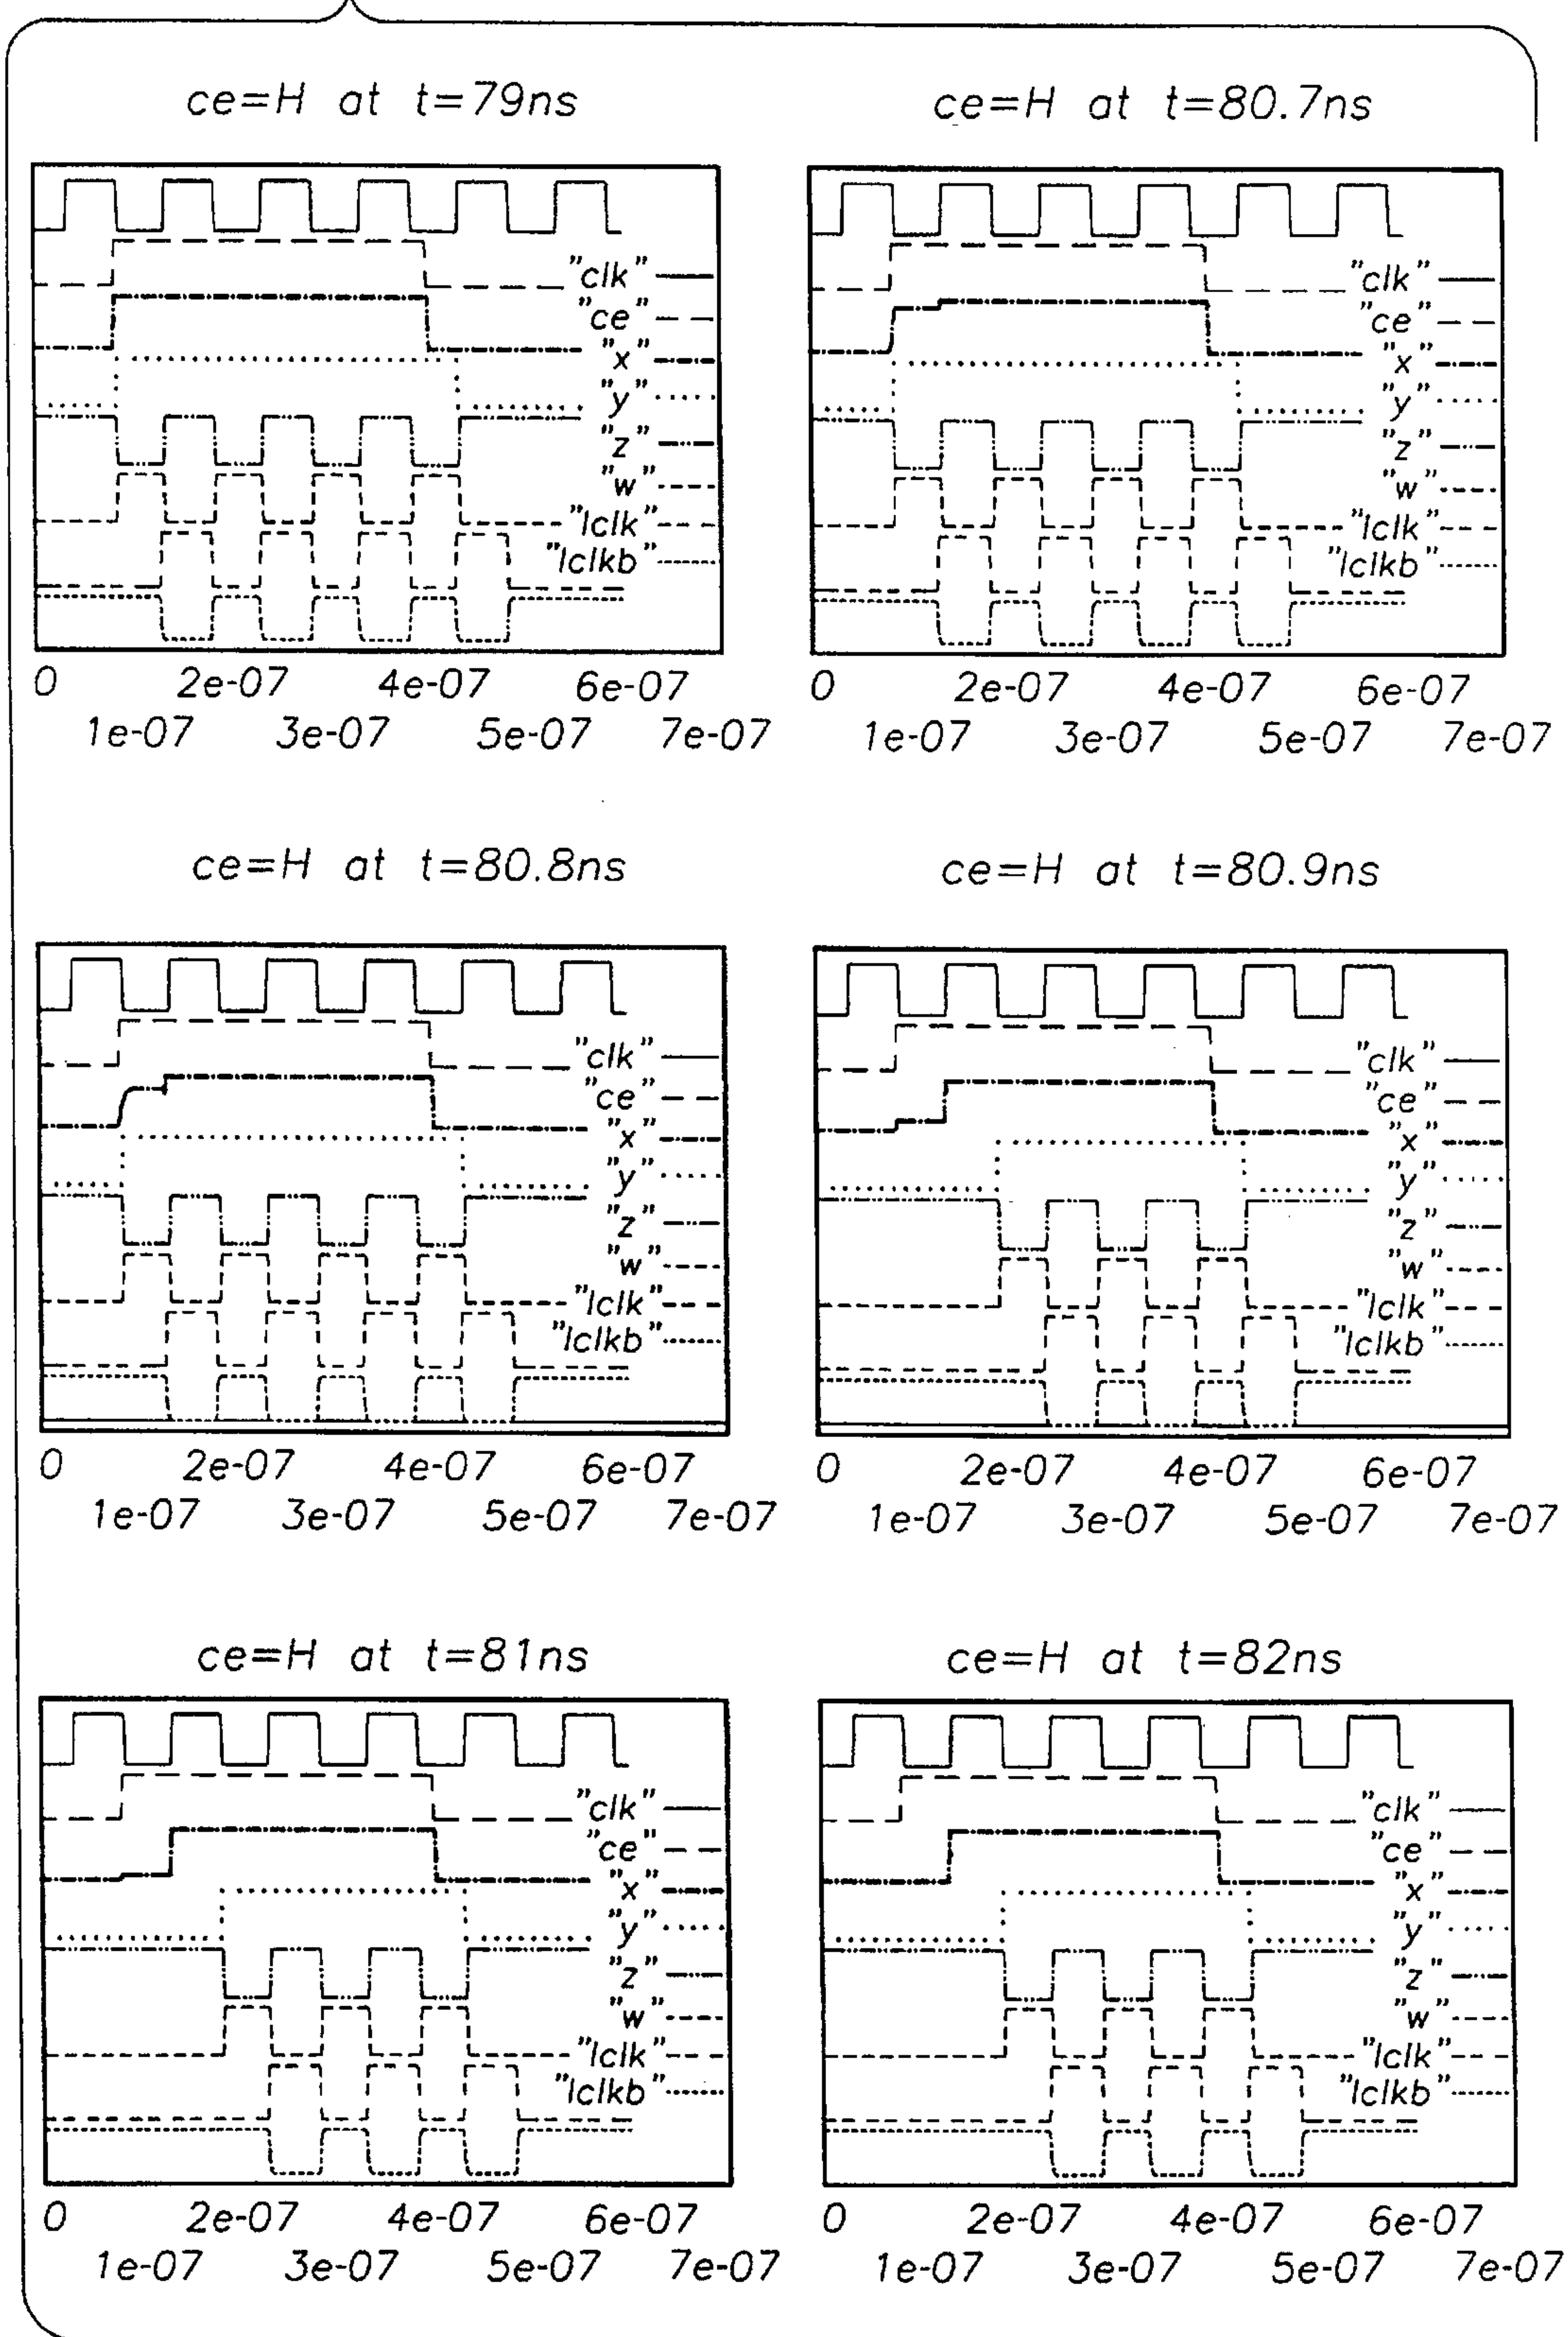 ce=H at t=79ns
"clk"
"ce"
"x"
"y"
"z"
"w"
"lclk"
"lclkb"
0 2e-07 4e-07 6e-07
1e-07 3e-07 5e-07 7e-07
ce=H at t=80.7ns
"clk"
"ce"
"x"
"y"
"z"
"w"
"lclk"
"lclkb"
0 2e-07 4e-07 6e-07
1e-07 3e-07 5e-07 7e-07
ce=H at t=80.8ns
"clk"
"ce"
"x"
"y"
"z"
"w"
"lclk"
"lclkb"
0 2e-07 4e-07 6e-07
1e-07 3e-07 5e-07 7e-07
ce=H at t=80.9ns
"clk"
"ce"
"x"
"y"
"z"
"w"
"lclk"
"lclkb"
0 2e-07 4e-07 6e-07
1e-07 3e-07 5e-07 7e-07
ce=H at t=81ns
"clk"
"ce"
"x"
"y"
"z"
"w"
"lclk"
"lclkb"
0 2e-07 4e-07 6e-07
1e-07 3e-07 5e-07 7e-07
ce=H at t=82ns
"clk"
"ce"
"x"
"y"
"z"
"w"
"lclk"
"lclkb"
0 2e-07 4e-07 6e-07
1e-07 3e-07 5e-07 7e-07